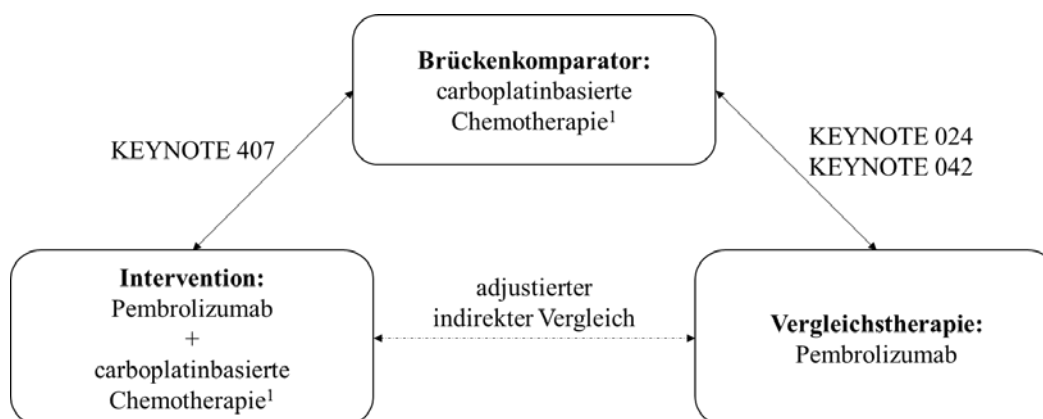 Brückenkomparator:
carboplatinbasierte
Chemotherapie¹
KEYNOTE 407
KEYNOTE 024
KEYNOTE 042
Intervention:
Pembrolizumab
+
carboplatinbasierte
Chemotherapie¹
adjustierter
indirekter Vergleich
Vergleichstherapie:
Pembrolizumab